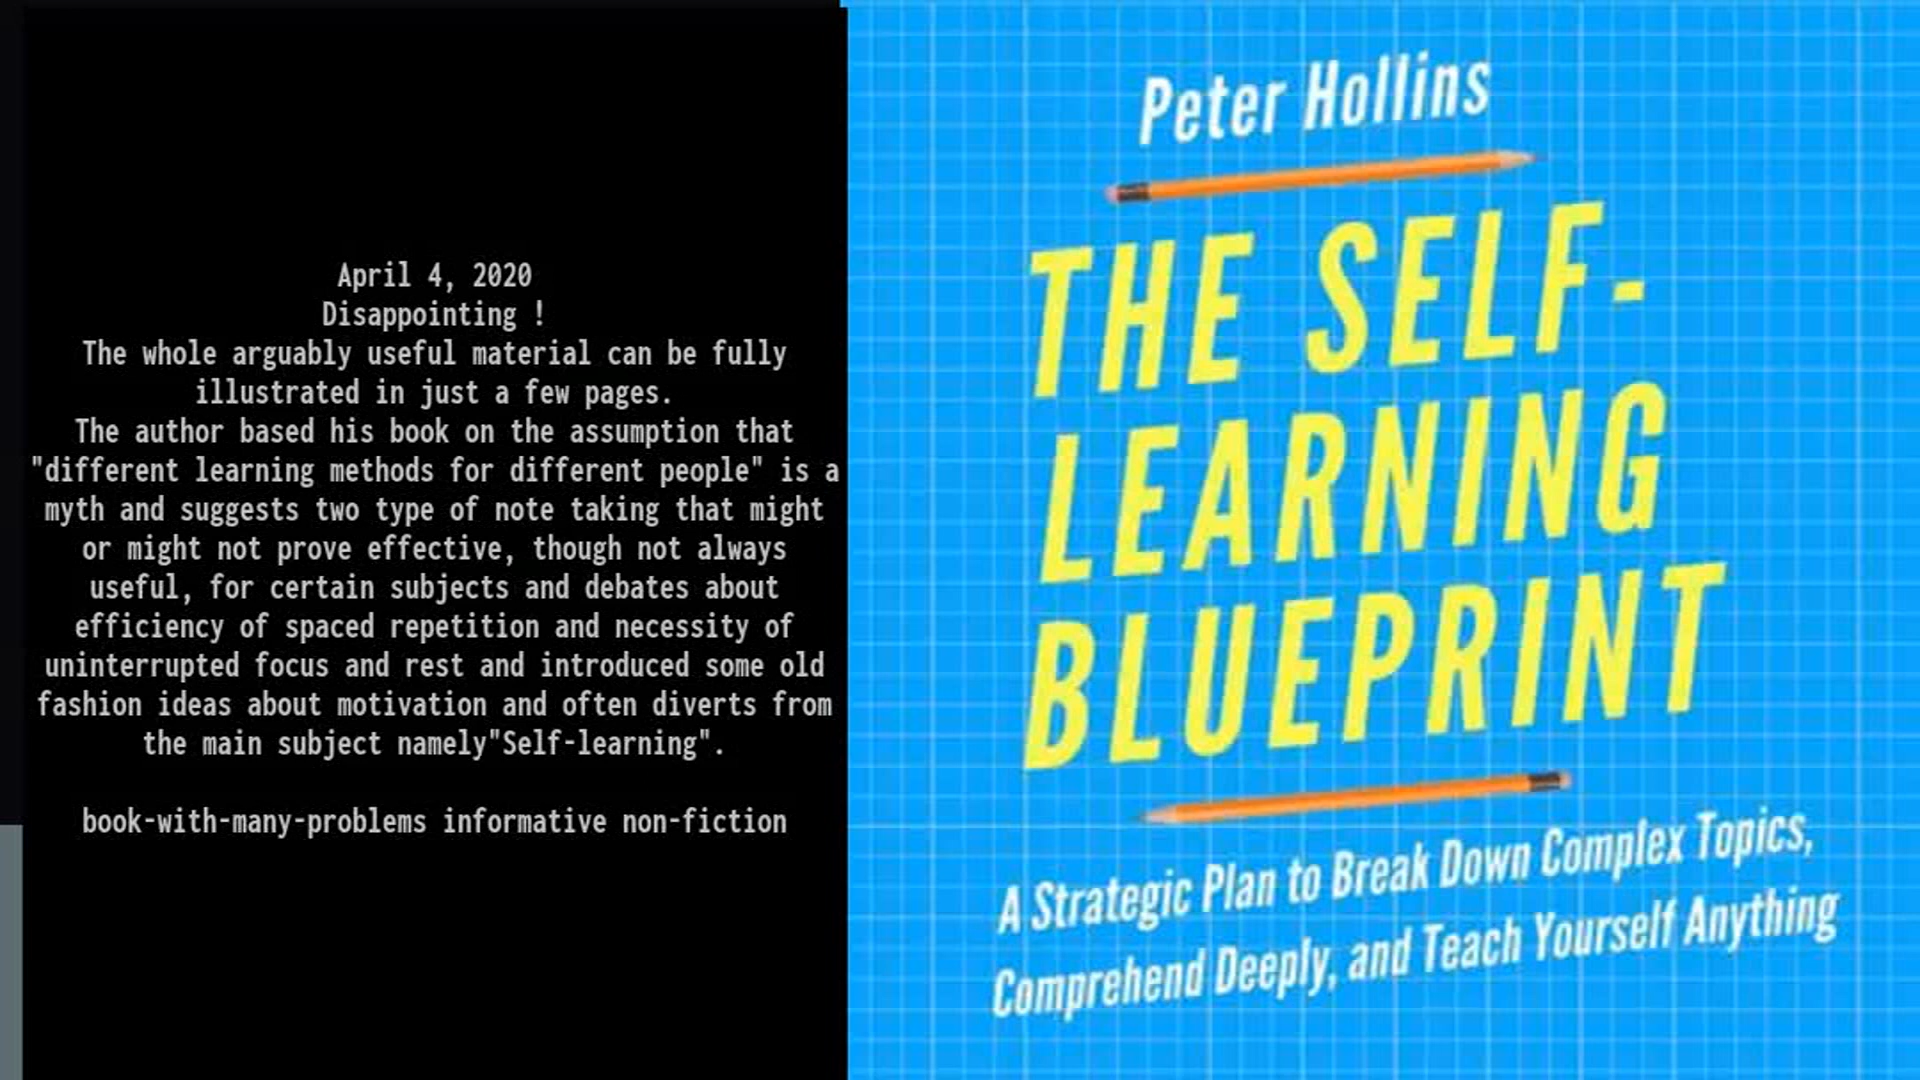 April 4, 2020
Disappointing !
The whole arguably useful material can be fully
illustrated in just a few pages.
The author based his book on the assumption that
"different learning methods for different people" is a
myth and suggests two type of note taking that might
or might not prove effective, though not always
useful, for certain subjects and debates about
efficiency of spaced repetition and necessity of
uninterrupted focus and rest and introduced some old
fashion ideas about motivation and often diverts from
the main subject namely"Self-learning".
book-with-many-problems informative non-fiction
Peter Hollins
THE SELF-
LEARNING
BLUEPRINT
A Strategic Plan to Break Down Complex Topics,
Comprehend Deeply, and Teach Yourself Anything